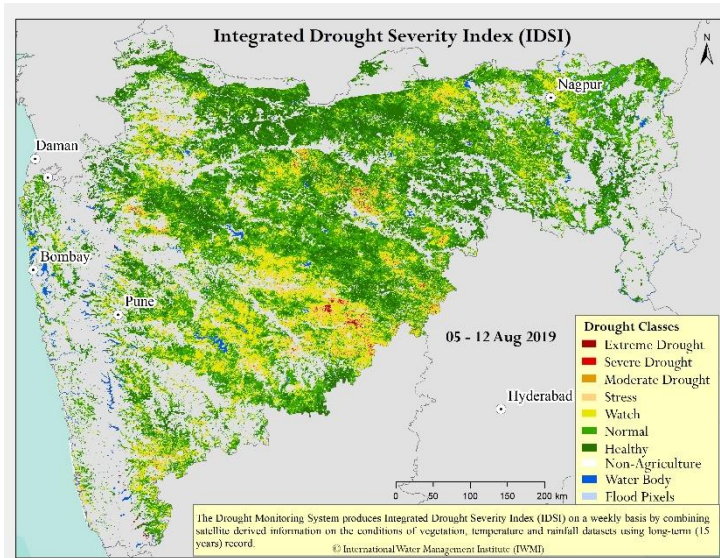 Integrated Drought Severity Index (IDSI)
N
Nagpur
Daman
Bombay
Pune
05 - 12 Aug 2019
Hyderabad
Drought Classes
Extreme Drought
Severe Drought
Moderate Drought
Stress
Watch
Normal
Healthy
Non-Agriculture
Water Body
Flood Pixels
0 50 100 200 km
The Drought Monitoring System produces Integrated Drought Severity Index (IDSI) on a weekly basis by combining
satellite derived information on the conditions of vegetation, temperature and rainfall datasets using long-term (15
years) record.
© International Water Management Institute (IWMI)